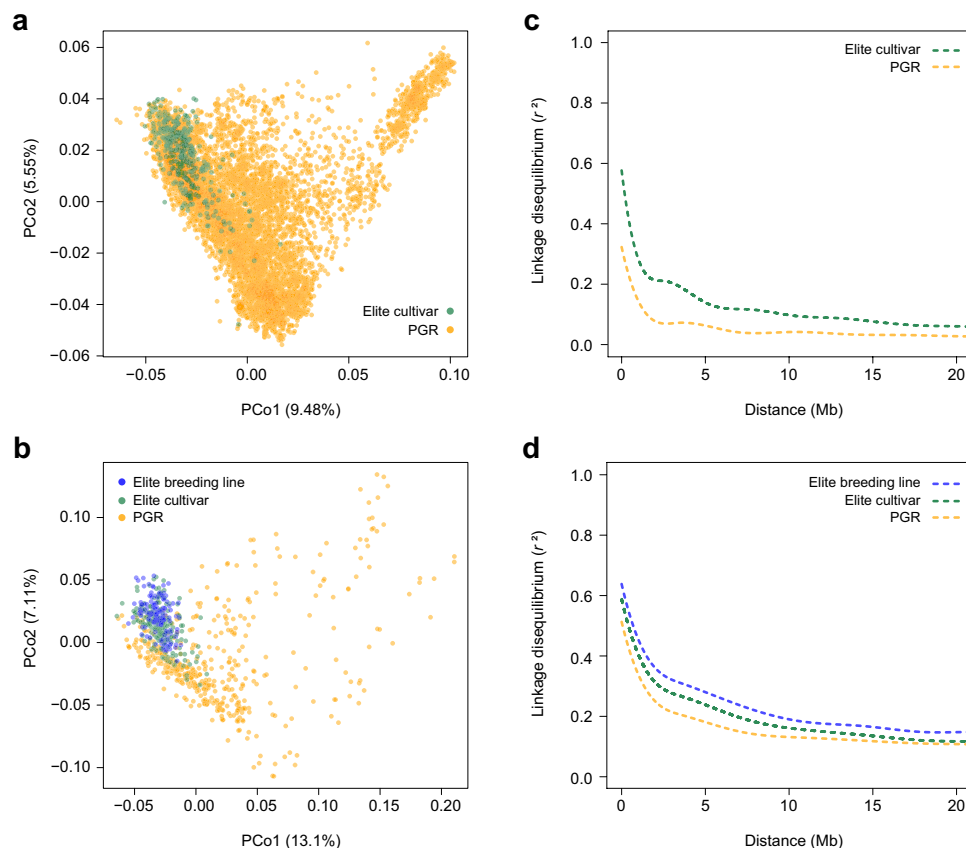 a
0.06
0.04
0.02
0.00
−0.02
−0.04
−0.06
PCo2 (5.55%)
Elite cultivar
PGR
−0.05
0.00
0.05
0.10
PCo1 (9.48%)
c
1.0
0.8
0.6
0.4
0.2
0.0
Linkage disequilibrium (r²)
Elite cultivar
PGR
0
5
10
15
20
Distance (Mb)
b
Elite breeding line
Elite cultivar
PGR
0.10
0.05
0.00
−0.05
−0.10
PCo2 (7.11%)
−0.05
0.00
0.05
0.10
0.15
0.20
PCo1 (13.1%)
d
1.0
0.8
0.6
0.4
0.2
0.0
Linkage disequilibrium (r²)
Elite breeding line
Elite cultivar
PGR
0
5
10
15
20
Distance (Mb)